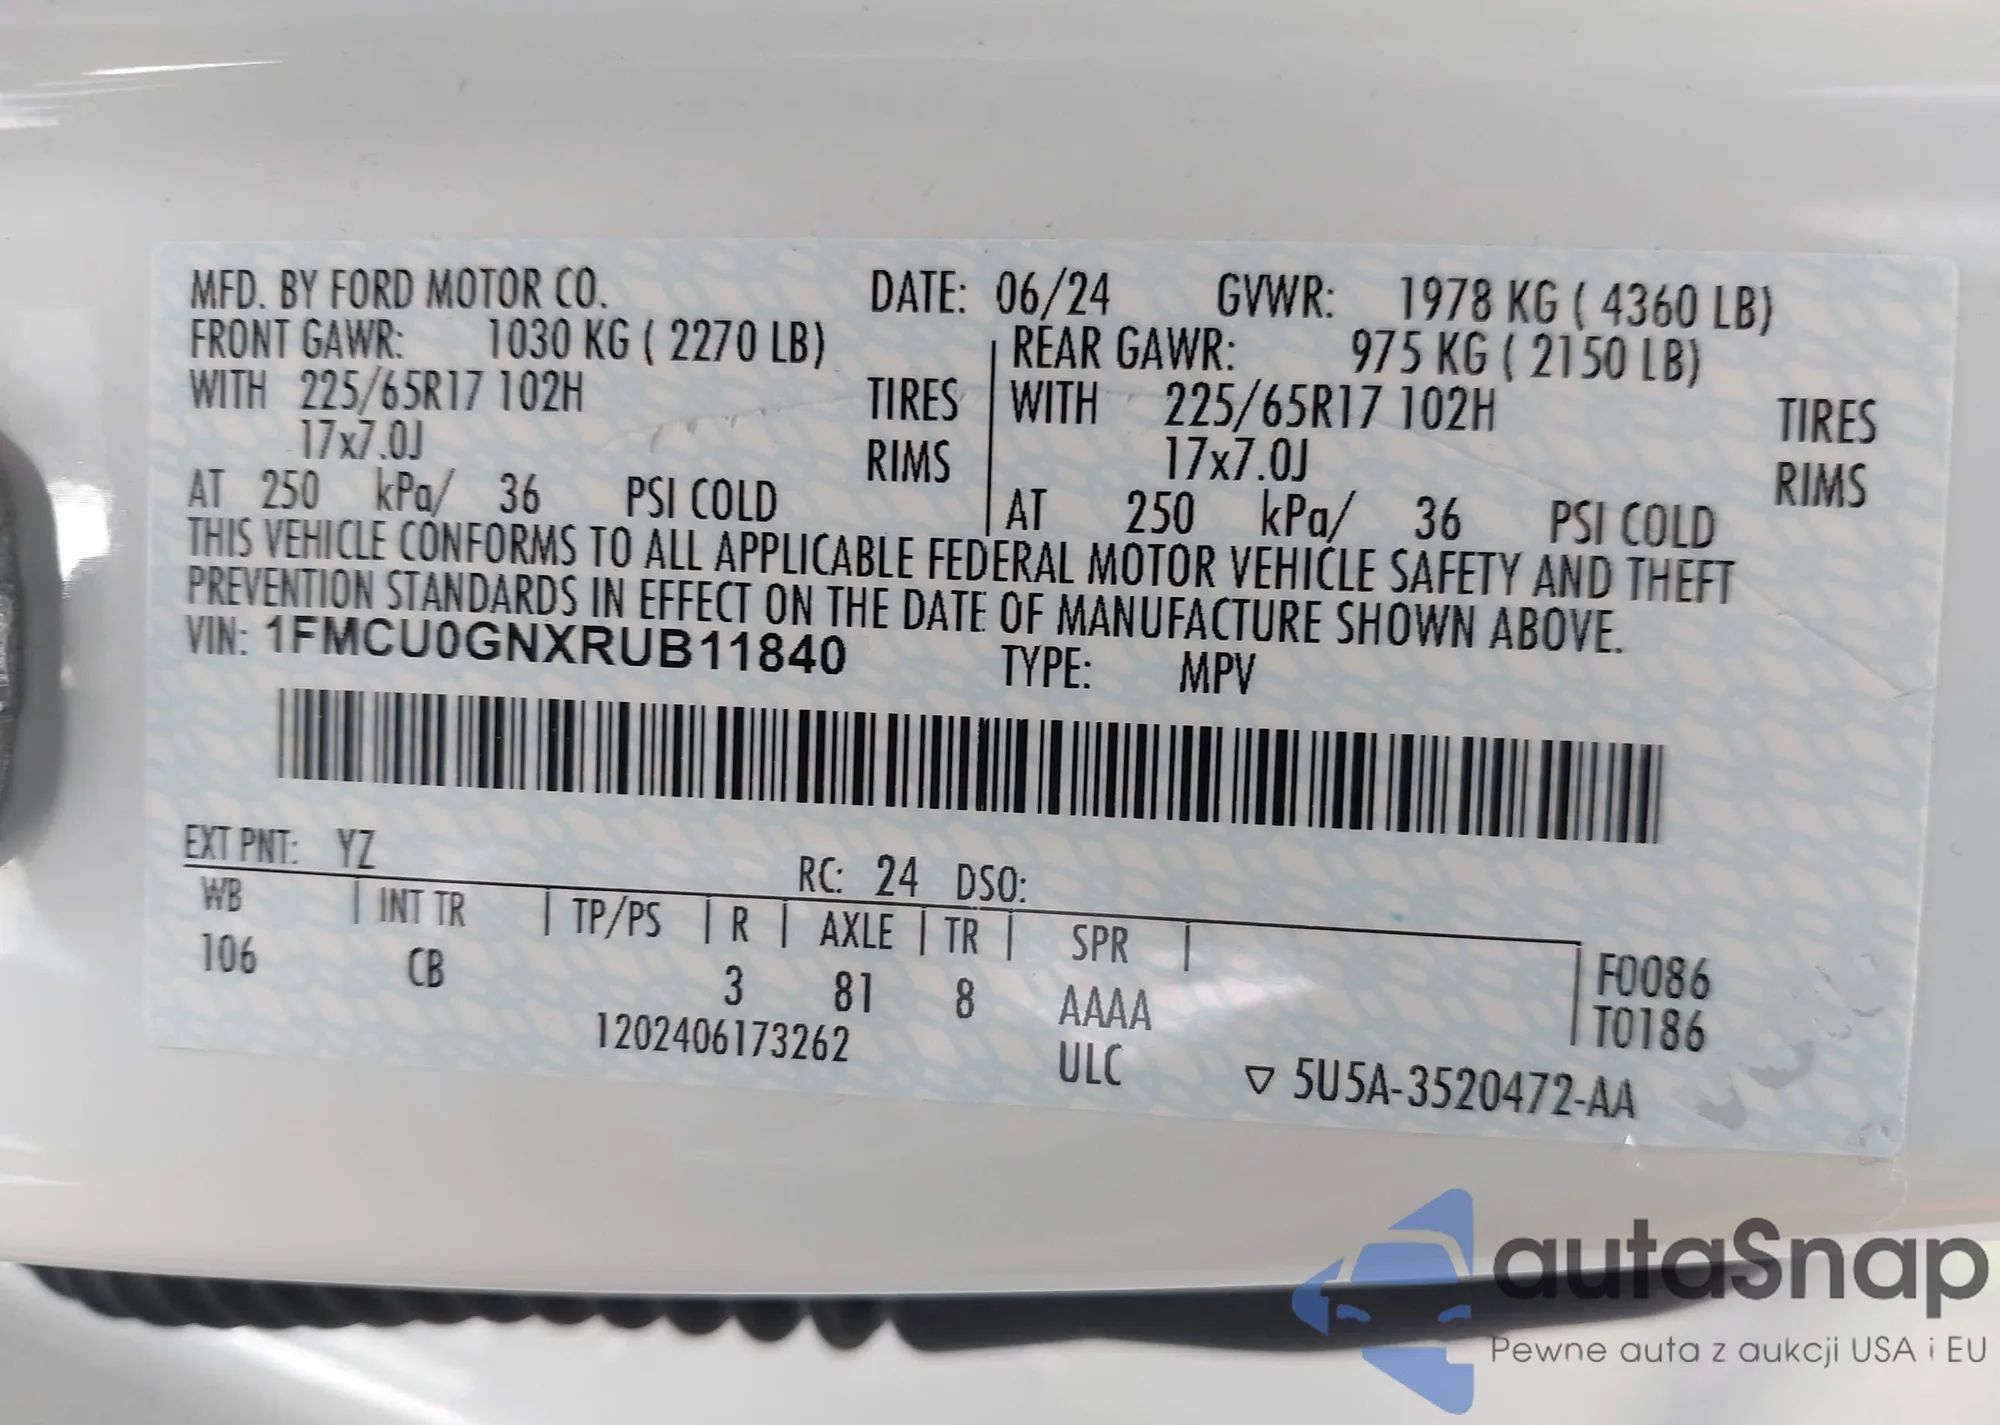 MFD. BY FORD MOTOR CO. DATE: 06/24 GVWR: 1978 KG ( 4360 LB)
FRONT GAWR: 1030 KG ( 2270 LB) REAR GAWR: 975 KG ( 2150 LB)
WITH 225/65R17 102H TIRES WITH 225/65R17 102H TIRES
17x7.0J RIMS 17x7.0J RIMS
AT 250 kPa/ 36 PSI COLD AT 250 kPa/ 36 PSI COLD
THIS VEHICLE CONFORMS TO ALL APPLICABLE FEDERAL MOTOR VEHICLE SAFETY AND THEFT
PREVENTION STANDARDS IN EFFECT ON THE DATE OF MANUFACTURE SHOWN ABOVE.
VIN: 1FMCU0GNXRUB11840 TYPE: MPV
EXT PNT: YZ RC: 24 DSO:
WB INT TR TP/PS R AXLE TR SPR
106 CB 3 81 8 AAAA F0086
1202406173262 ULC T0186
▽ 5U5A-3520472-AA
autaSnap
Pewne auta z aukcji USA i EU